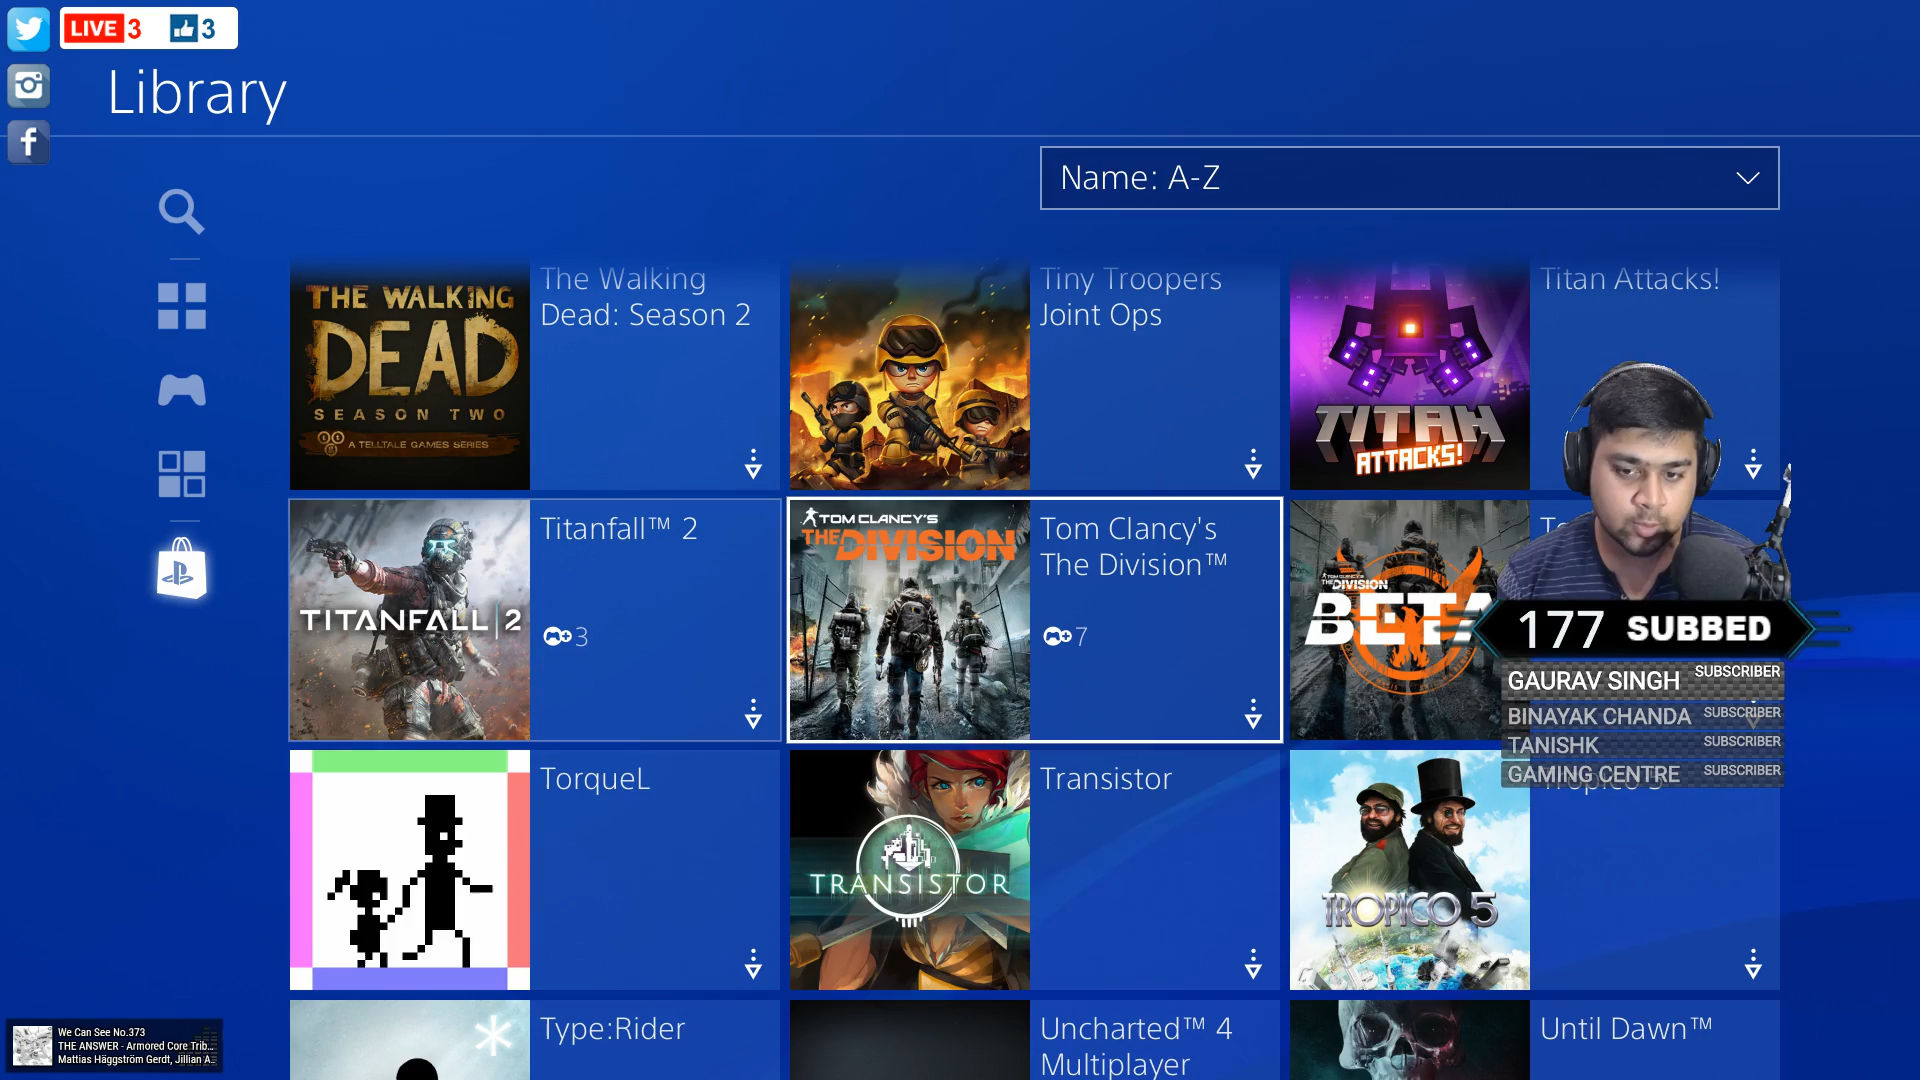 LIVE 3 3
Library
Name: A-Z
THE WALKING
DEAD
SEASON TWO
A TELLTALE GAMES SERIES
The Walking
Dead: Season 2
Tiny Troopers
Joint Ops
TITAN
ATTACKS!
Titan Attacks!
TITANFALL 2
Titanfall™ 2
3
TOM CLANCY'S
THE DIVISION
Tom Clancy's
The Division™
7
TOM CLANCY'S
THE DIVISION
BETA
177 SUBBED
GAURAV SINGH SUBSCRIBER
BINAYAK CHANDA SUBSCRIBER
TANISHK SUBSCRIBER
GAMING CENTRE SUBSCRIBER
TorqueL
TRANSISTOR
Transistor
TROPICO 5
Tropico 5
Type:Rider
Uncharted™ 4
Multiplayer
Until Dawn™
We Can See No.373
THE ANSWER - Armored Core Trib...
Mattias Häggström Gerdt, Jillian A...